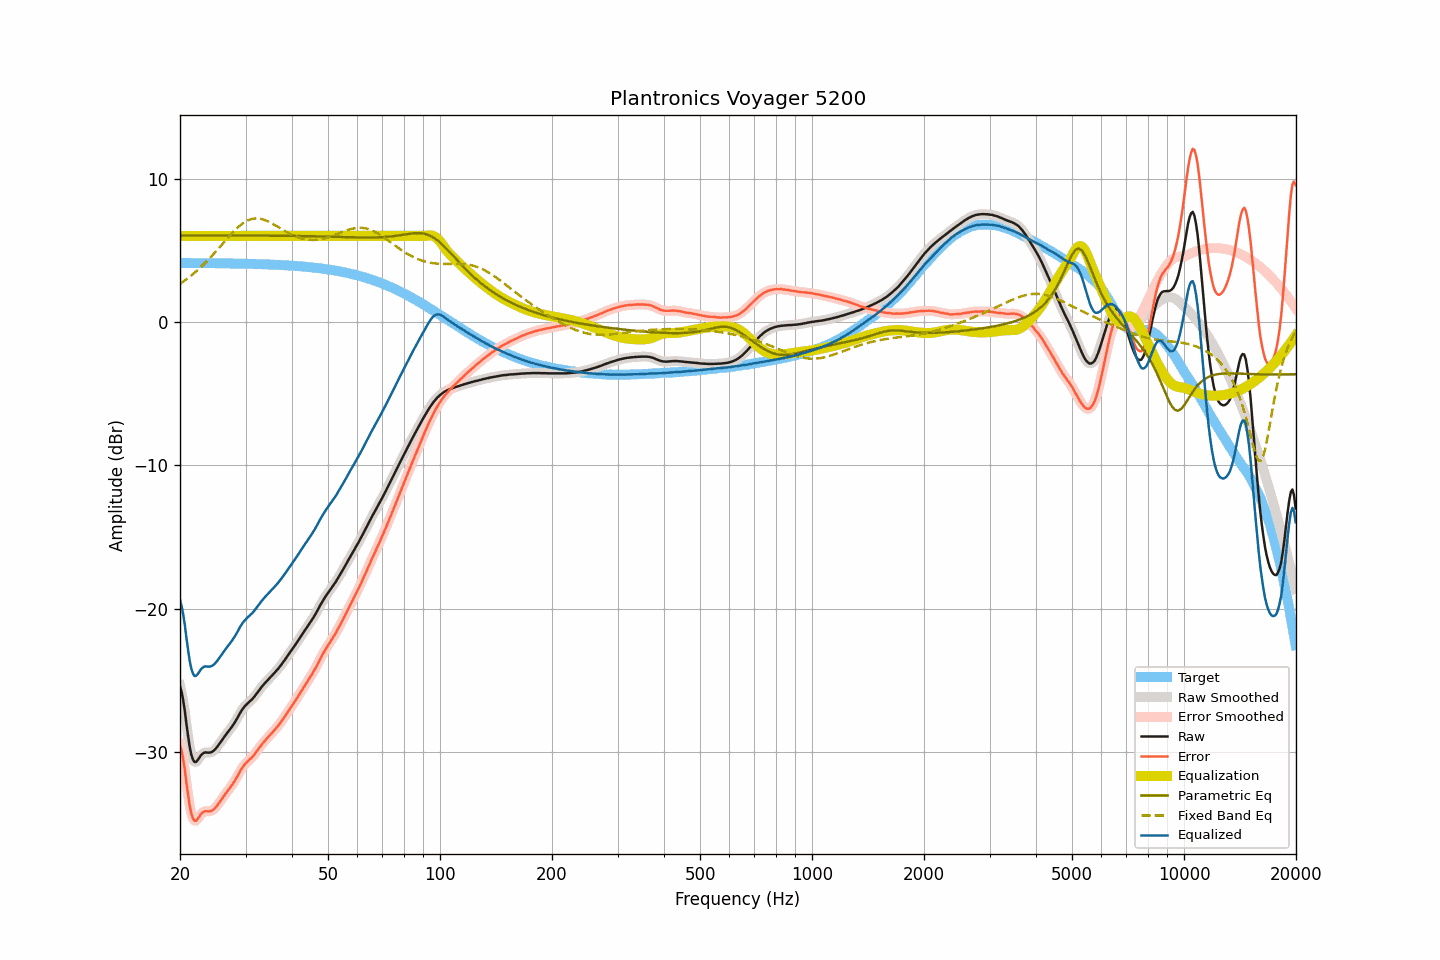 Plantronics Voyager 5200
10
0
−10
−20
−30
Amplitude (dBr)
20
50
100
200
500
1000
2000
5000
10000
20000
Frequency (Hz)
Target
Raw Smoothed
Error Smoothed
Raw
Error
Equalization
Parametric Eq
Fixed Band Eq
Equalized